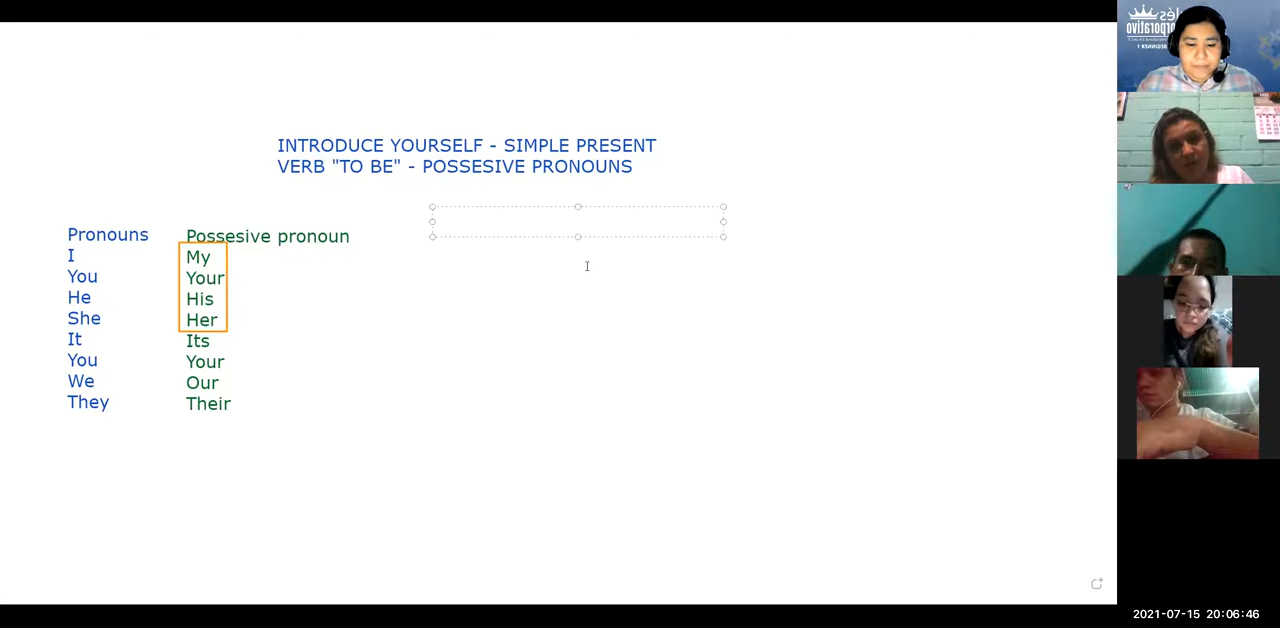 INTRODUCE YOURSELF - SIMPLE PRESENT
VERB "TO BE" - POSSESIVE PRONOUNS
Pronouns
I
You
He
She
It
You
We
They
Possesive pronoun
My
Your
His
Her
Its
Your
Our
Their
2021-07-15 20:06:46